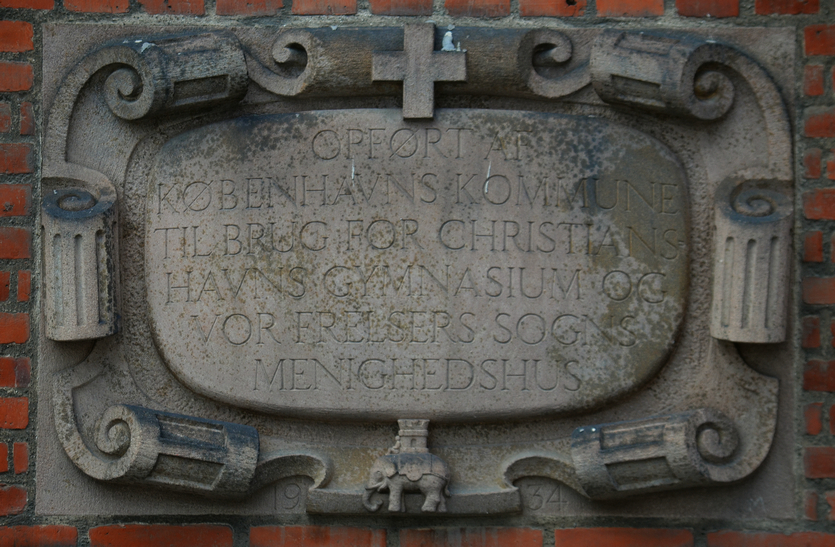 OPFØRT AF
KØBENHAVNS KOMMUNE
TIL BRUG FOR CHRISTIANS-
HAVNS GYMNASIUM OG
VOR FRELSERS SOGNS
MENIGHEDSHUS
19 34